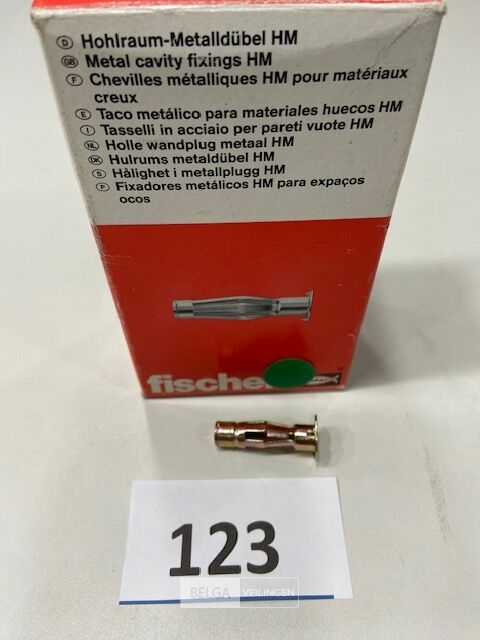 D Hohlraum-Metalldübel HM
GB Metal cavity fixings HM
F Chevilles métalliques HM pour matériaux
creux
E Taco metálico para materiales huecos HM
I Tasselli in acciaio per pareti vuote HM
NL Holle wandplug metaal HM
DK Hulrums metaldübel HM
S Hålighet i metallplugg HM
P Fixadores metálicos HM para expaços
ocos
fische
123
BELGA VEILINGEN